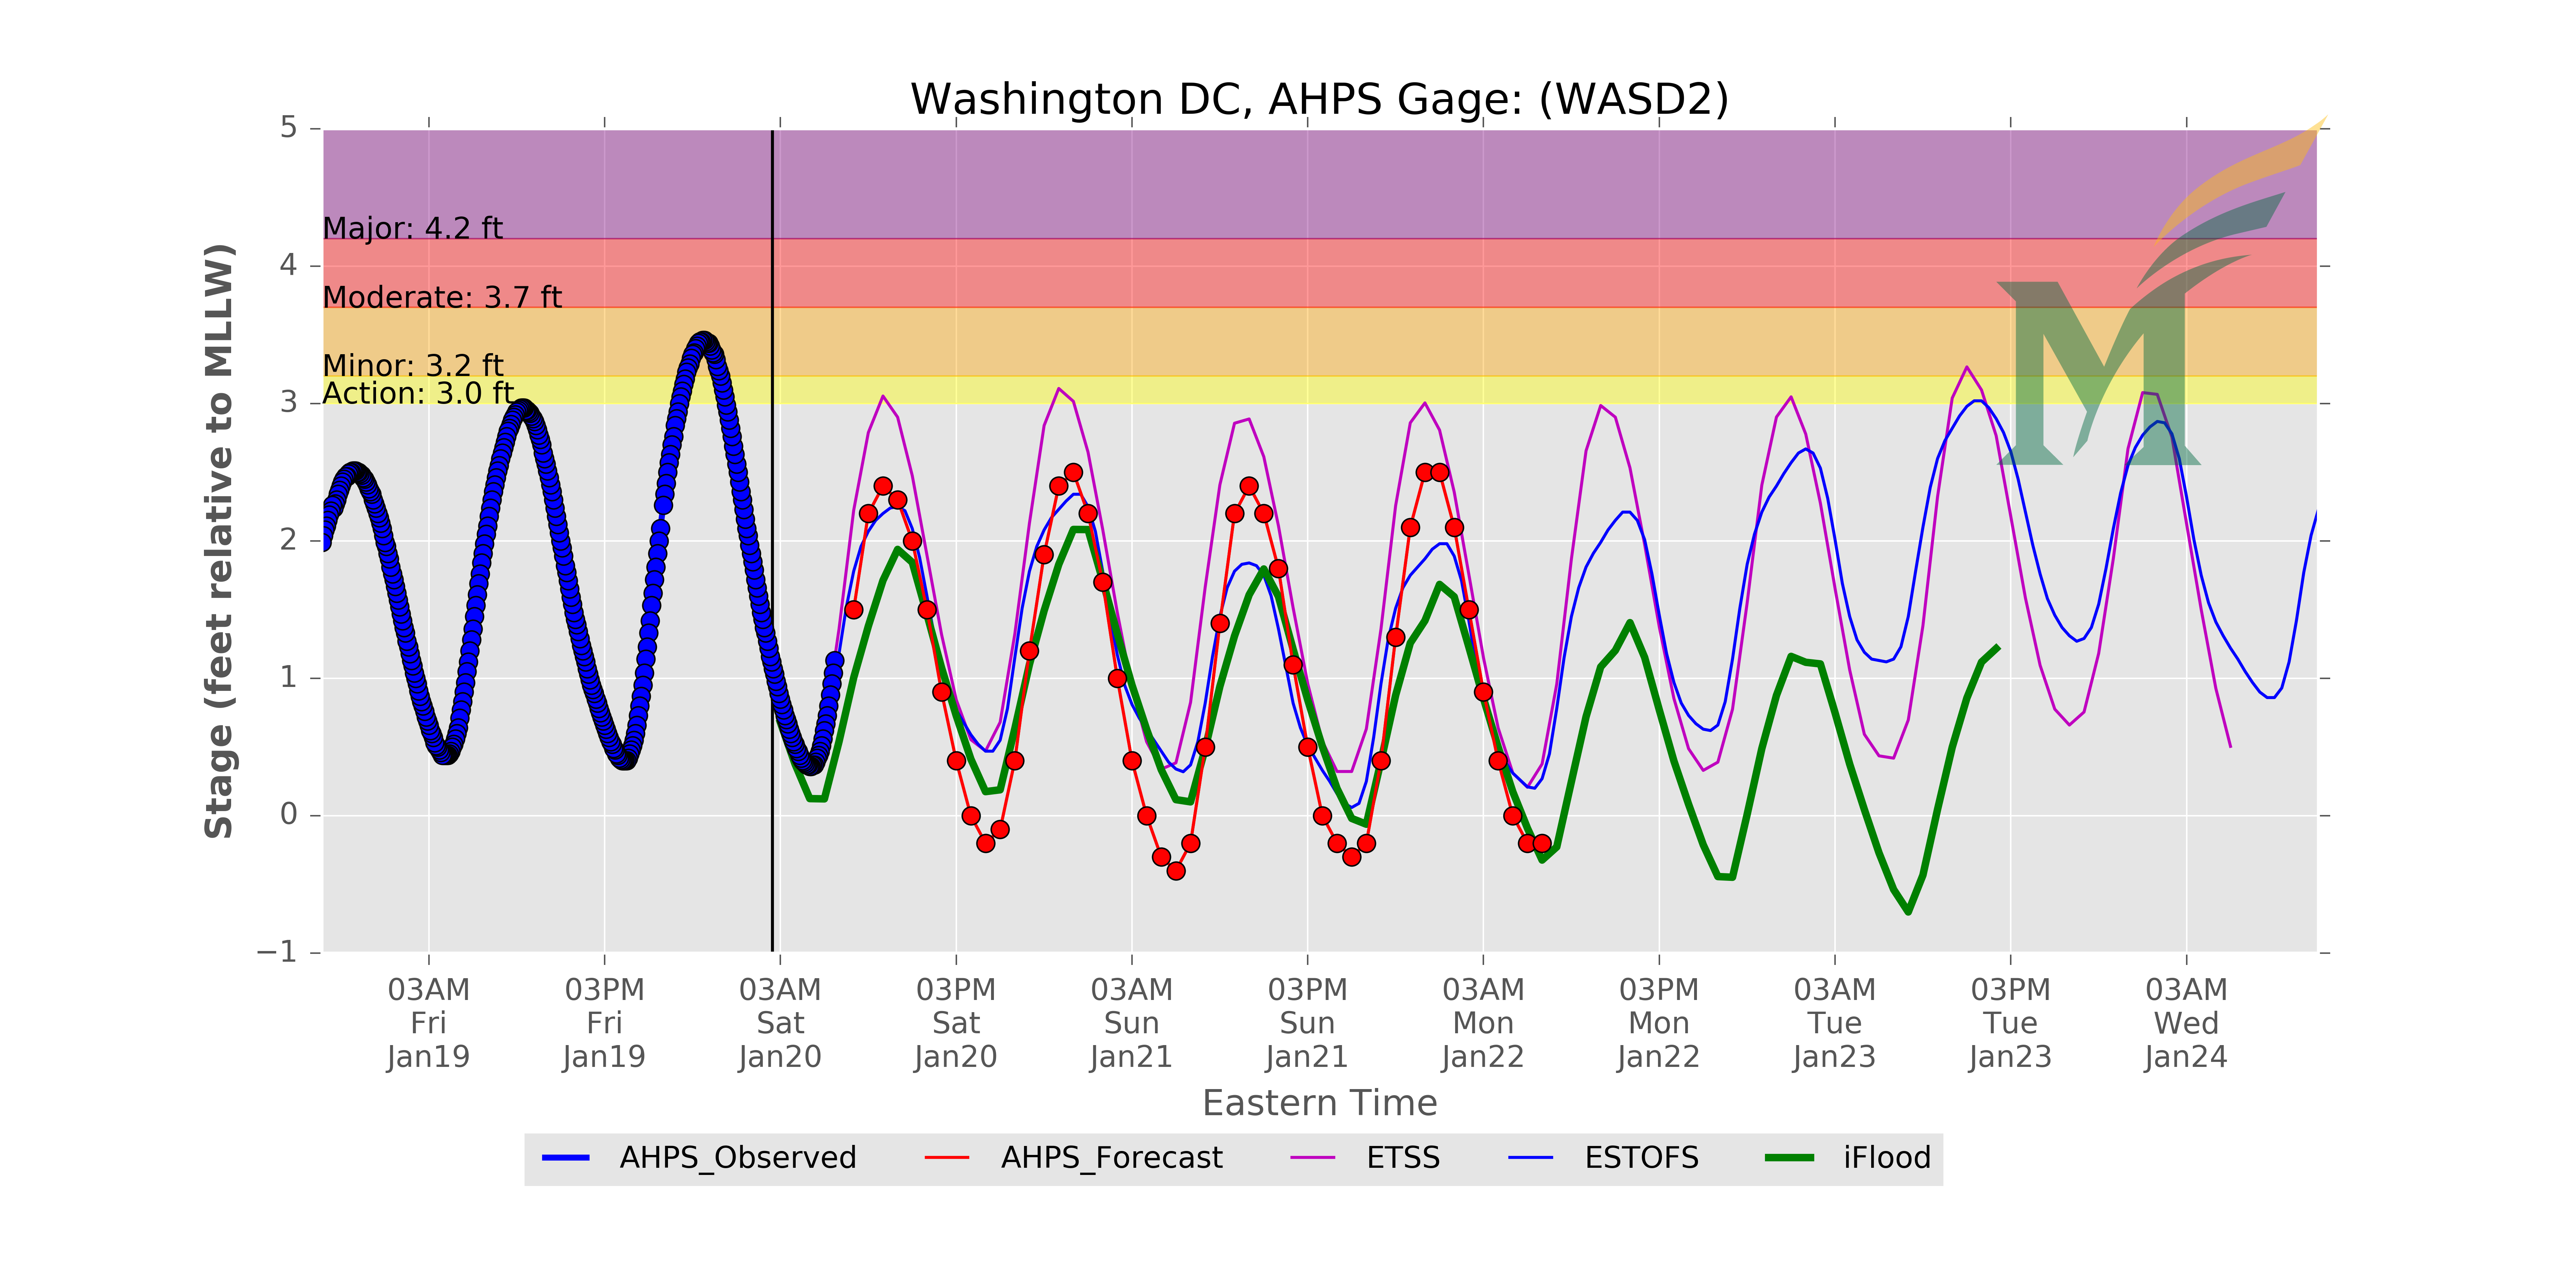 Washington DC, AHPS Gage: (WASD2)
5
Major: 4.2 ft
4
Moderate: 3.7 ft
Minor: 3.2 ft
Action: 3.0 ft
3
2
1
0
−1
Stage (feet relative to MLLW)
03AM 03PM 03AM 03PM 03AM 03PM 03AM 03PM 03AM 03PM 03AM
Fri Fri Sat Sat Sun Sun Mon Mon Tue Tue Wed
Jan19 Jan19 Jan20 Jan20 Jan21 Jan21 Jan22 Jan22 Jan23 Jan23 Jan24
Eastern Time
AHPS_Observed AHPS_Forecast ETSS ESTOFS iFlood
M